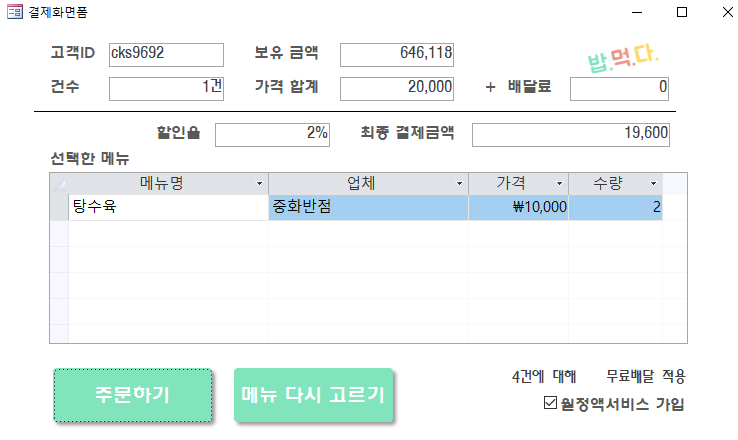 결제화면폼
고객ID cks9692 보유 금액 646,118
밥.먹.다.
건수 1건 가격 합계 20,000 + 배달료 0
할인율 2% 최종 결제금액 19,600
선택한 메뉴
메뉴명 업체 가격 수량
탕수육 중화반점 ₩10,000 2
주문하기 메뉴 다시 고르기
4건에 대해 무료배달 적용
월정액서비스 가입